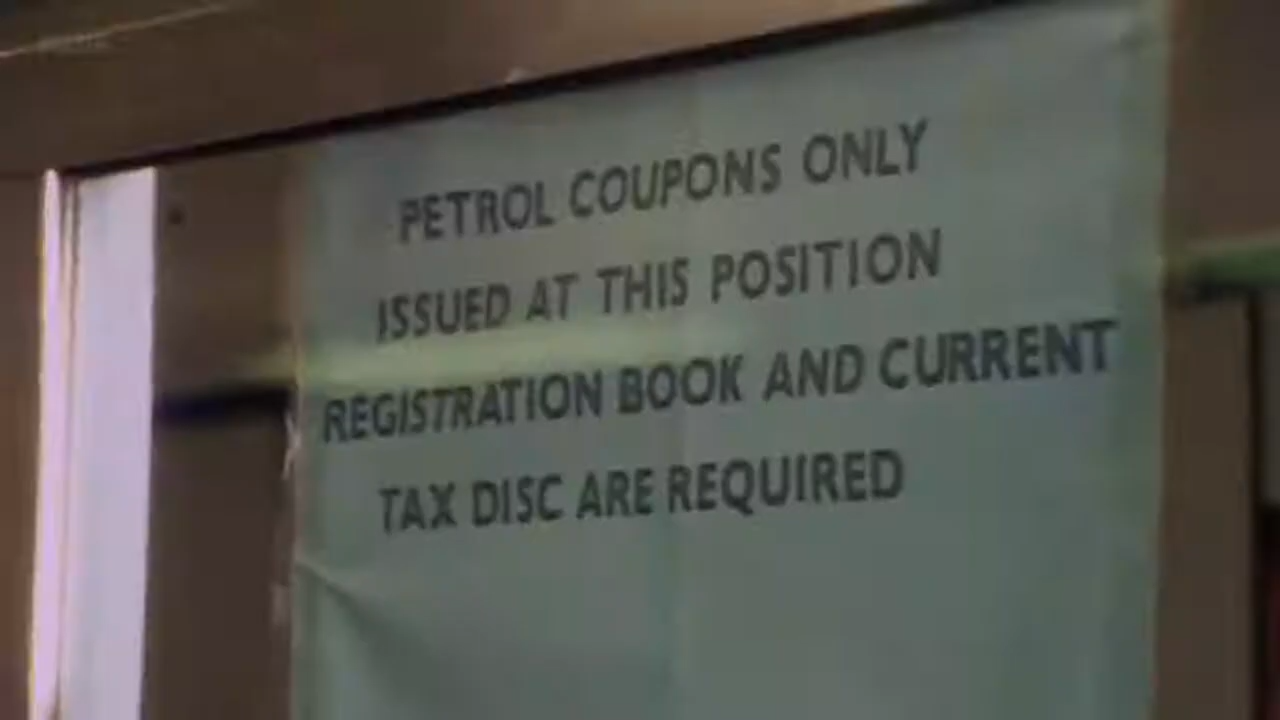 PETROL COUPONS ONLY
ISSUED AT THIS POSITION
REGISTRATION BOOK AND CURRENT
TAX DISC ARE REQUIRED